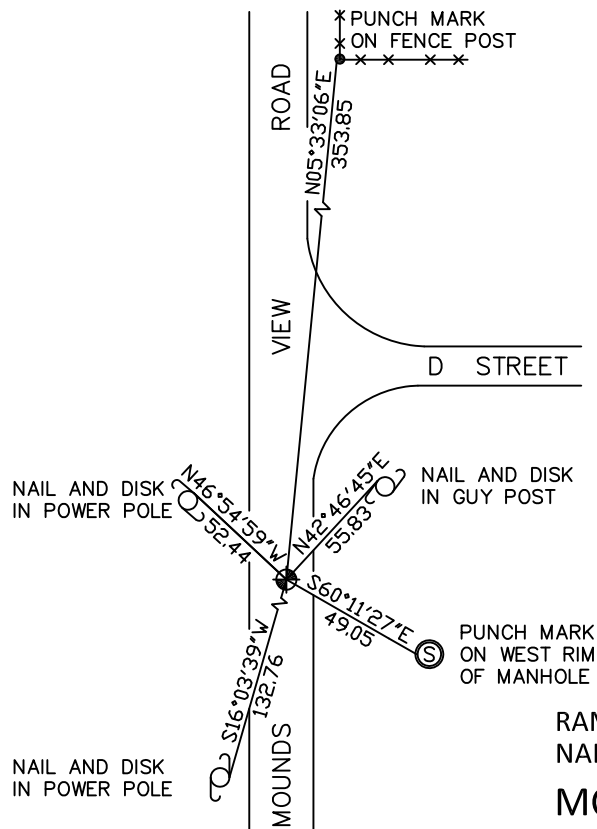 PUNCH MARK
ON FENCE POST
ROAD
N05°33'06"E
353.85
VIEW
D STREET
NAIL AND DISK
IN POWER POLE
N46°54'59"W
52.44
N42°46'45"E
55.83
NAIL AND DISK
IN GUY POST
S60°11'27"E
49.05
S
PUNCH MARK
ON WEST RIM
OF MANHOLE
S16°03'39"W
132.76
NAIL AND DISK
IN POWER POLE
MOUNDS